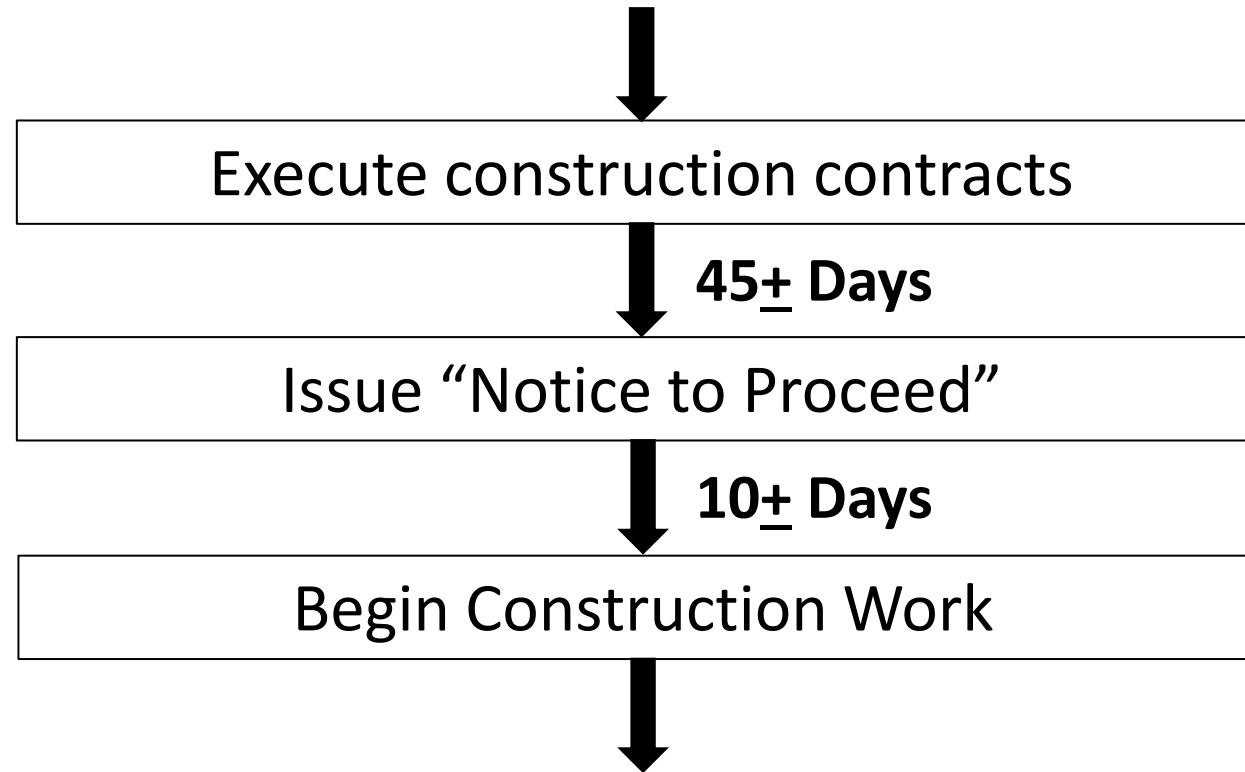 Execute construction contracts
45± Days
Issue “Notice to Proceed”
10± Days
Begin Construction Work